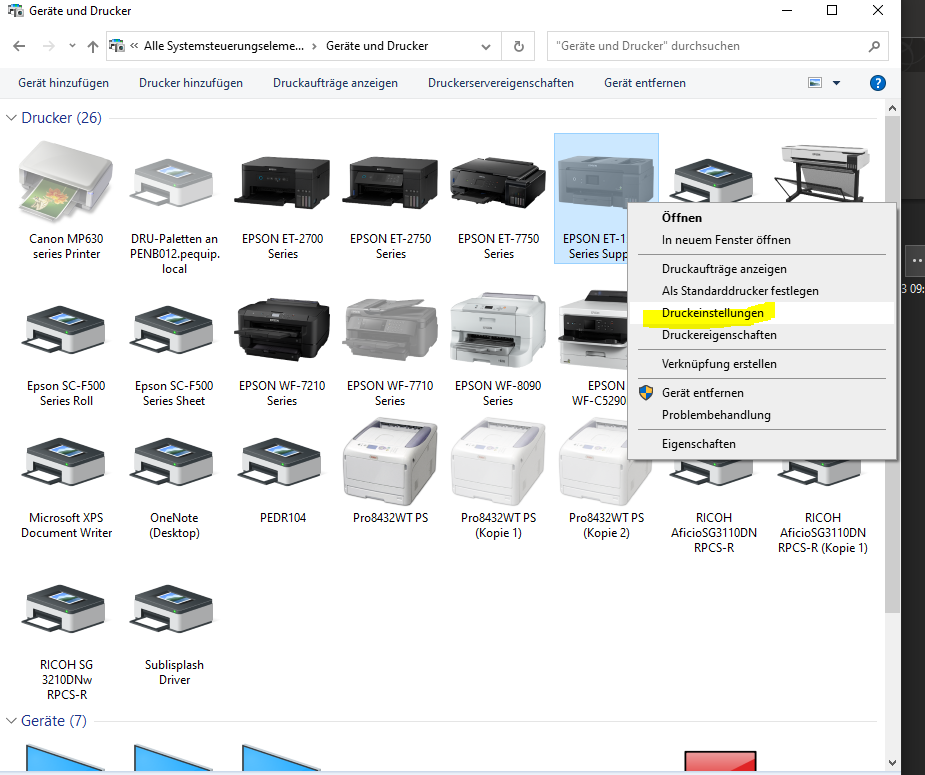 Geräte und Drucker
« Alle Systemsteuerungseleme... › Geräte und Drucker
"Geräte und Drucker" durchsuchen
Gerät hinzufügen Drucker hinzufügen Druckaufträge anzeigen Druckerservereigenschaften Gerät entfernen
?
Drucker (26)
Canon MP630
series Printer
DRU-Paletten an
PENB012.pequip.
local
EPSON ET-2700
Series
EPSON ET-2750
Series
EPSON ET-7750
Series
EPSON ET-1
Series Supp
Öffnen
In neuem Fenster öffnen
Druckaufträge anzeigen
Als Standarddrucker festlegen
Druckeinstellungen
Druckereigenschaften
Verknüpfung erstellen
Gerät entfernen
Problembehandlung
Eigenschaften
3 09:
Epson SC-F500
Series Roll
Epson SC-F500
Series Sheet
EPSON WF-7210
Series
EPSON WF-7710
Series
EPSON WF-8090
Series
EPSON
WF-C5290
Microsoft XPS
Document Writer
OneNote
(Desktop)
PEDR104
Pro8432WT PS
Pro8432WT PS
(Kopie 1)
Pro8432WT PS
(Kopie 2)
RICOH
AficioSG3110DN
RPCS-R
RICOH
AficioSG3110DN
RPCS-R (Kopie 1)
RICOH SG
3210DNw
RPCS-R
Sublisplash
Driver
Geräte (7)